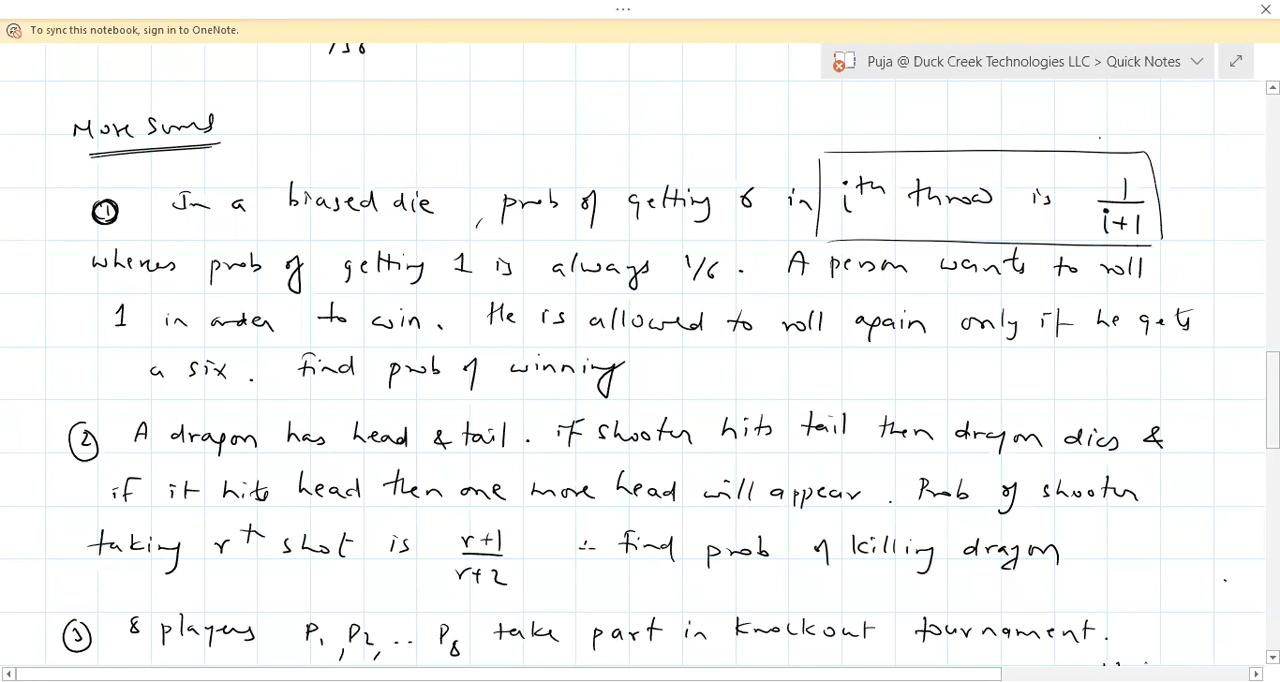 To sync this notebook, sign in to OneNote.
Puja @ Duck Creek Technologies LLC > Quick Notes
More Sums
① In a biased die, prob of getting 6 in ith throw is 1/(i+1)
wheres prob of getting 1 is always 1/6. A person wants to roll
1 in order to win. He is allowed to roll again only if he gets
a six. Find prob of winning
② A dragon has head & tail. if shooter hits tail then dragon dies &
if it hits head then one more head will appear. Prob of shooter
taking rth shot is (r+1)/(r+2) ∴ find prob of killing dragon
③ 8 players P1, P2, .. P8 take part in knockout tournament.